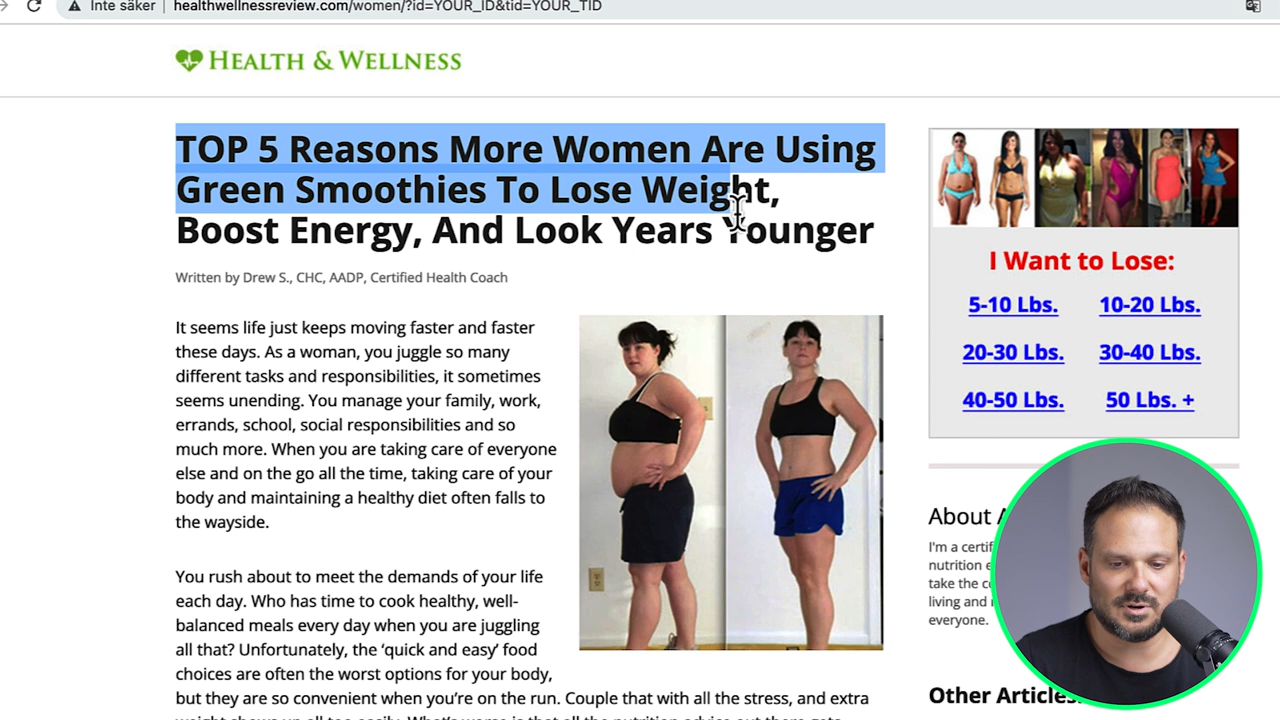 Inte säker
healthwellnessreview.com/women/?id=YOUR_ID&tid=YOUR_TID
HEALTH & WELLNESS
TOP 5 Reasons More Women Are Using
Green Smoothies To Lose Weight,
Boost Energy, And Look Years Younger
Written by Drew S., CHC, AADP, Certified Health Coach
It seems life just keeps moving faster and faster
these days. As a woman, you juggle so many
different tasks and responsibilities, it sometimes
seems unending. You manage your family, work,
errands, school, social responsibilities and so
much more. When you are taking care of everyone
else and on the go all the time, taking care of your
body and maintaining a healthy diet often falls to
the wayside.
You rush about to meet the demands of your life
each day. Who has time to cook healthy, well-
balanced meals every day when you are juggling
all that? Unfortunately, the ‘quick and easy’ food
choices are often the worst options for your body,
but they are so convenient when you’re on the run. Couple that with all the stress, and extra
I Want to Lose:
5-10 Lbs. 10-20 Lbs.
20-30 Lbs. 30-40 Lbs.
40-50 Lbs. 50 Lbs. +
About
I'm a certif
nutrition e
take the c
living and
everyone.
Other Articles